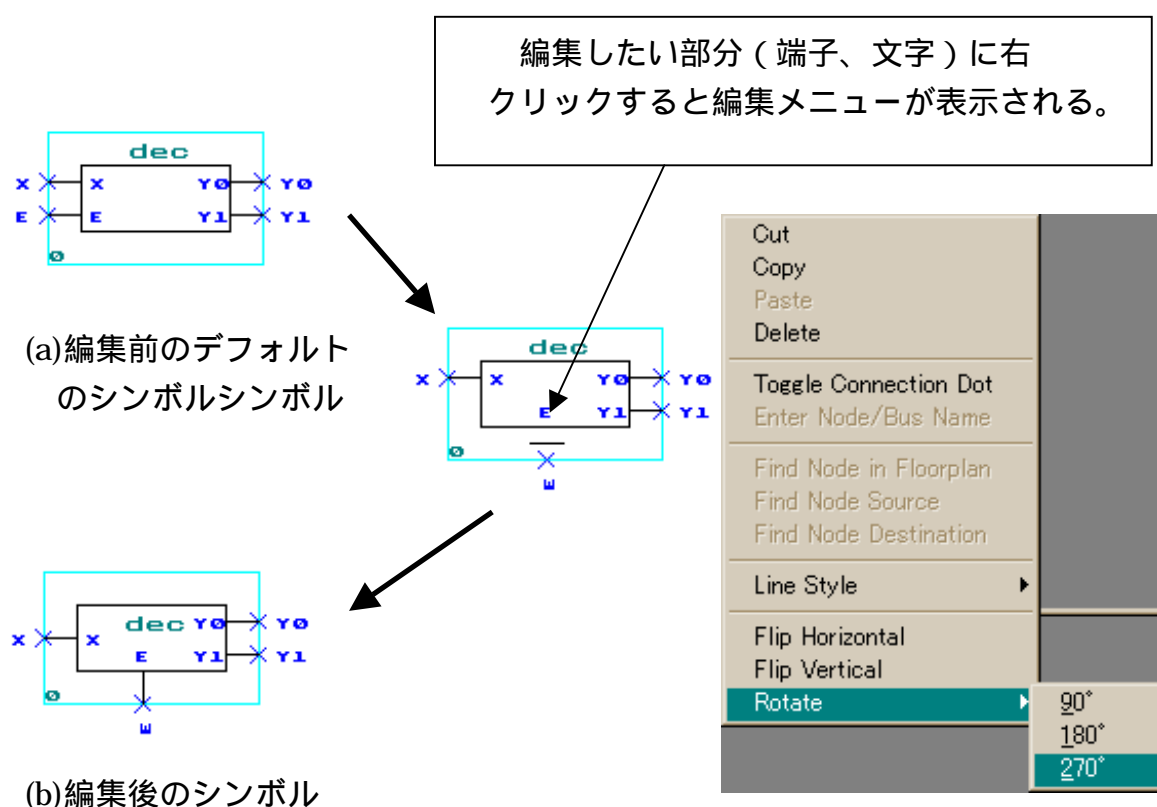 編集したい部分(端子、文字)に右
クリックすると編集メニューが表示される。
dec
X X Y0 Y0
E E Y1 Y1
0
(a)編集前のデフォルト
のシンボルシンボル
dec
X X Y0 Y0
E Y1 Y1
0
E
dec Y0 Y0
X X
E Y1 Y1
0
E
(b)編集後のシンボル
Cut
Copy
Paste
Delete
Toggle Connection Dot
Enter Node/Bus Name
Find Node in Floorplan
Find Node Source
Find Node Destination
Line Style
Flip Horizontal
Flip Vertical
Rotate
90°
180°
270°